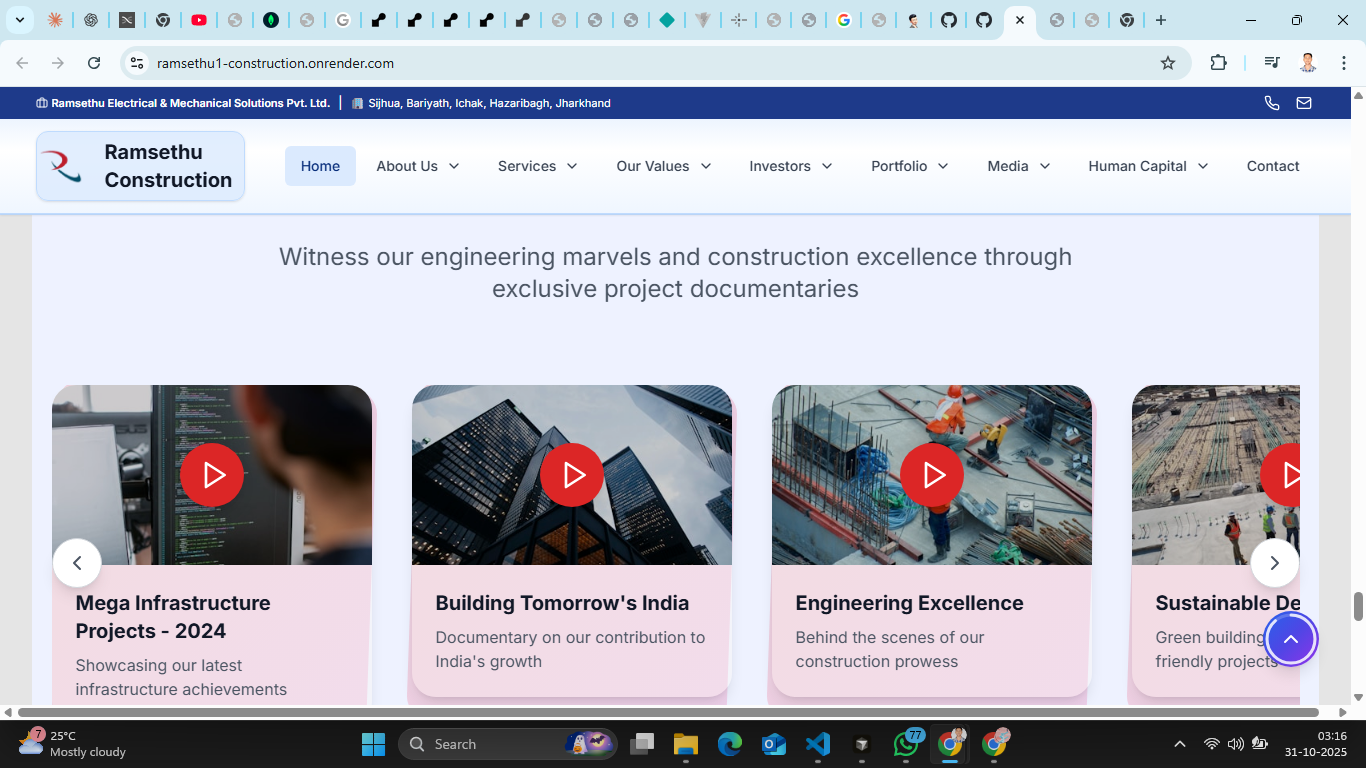 ramsethu1-construction.onrender.com
Ramsethu Electrical & Mechanical Solutions Pvt. Ltd. | Sijhua, Bariyath, Ichak, Hazaribagh, Jharkhand
Ramsethu
Construction
Home About Us Services Our Values Investors Portfolio Media Human Capital Contact
Witness our engineering marvels and construction excellence through
exclusive project documentaries
Mega Infrastructure
Projects - 2024
Showcasing our latest
infrastructure achievements
Building Tomorrow's India
Documentary on our contribution to
India's growth
Engineering Excellence
Behind the scenes of our
construction prowess
Sustainable De
Green building
friendly projects
7
25°C
Mostly cloudy
Search
77
03:16
31-10-2025